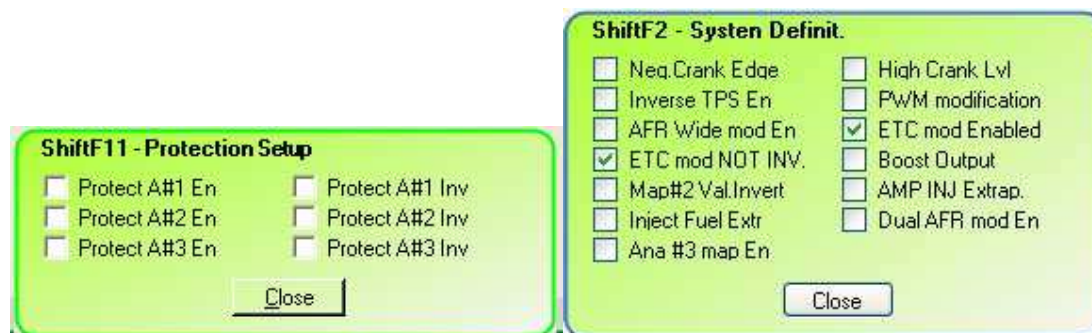 ShiftF11 - Protection Setup
Protect A#1 En
Protect A#1 Inv
Protect A#2 En
Protect A#2 Inv
Protect A#3 En
Protect A#3 Inv
Close
ShiftF2 - Systen Definit.
Neg.Crank Edge
High Crank Lvl
Inverse TPS En
PWM modification
AFR Wide mod En
ETC mod Enabled
ETC mod NOT INV.
Boost Output
Map#2 Val.Invert
AMP INJ Extrap.
Inject Fuel Extr
Dual AFR mod En
Ana #3 map En
Close